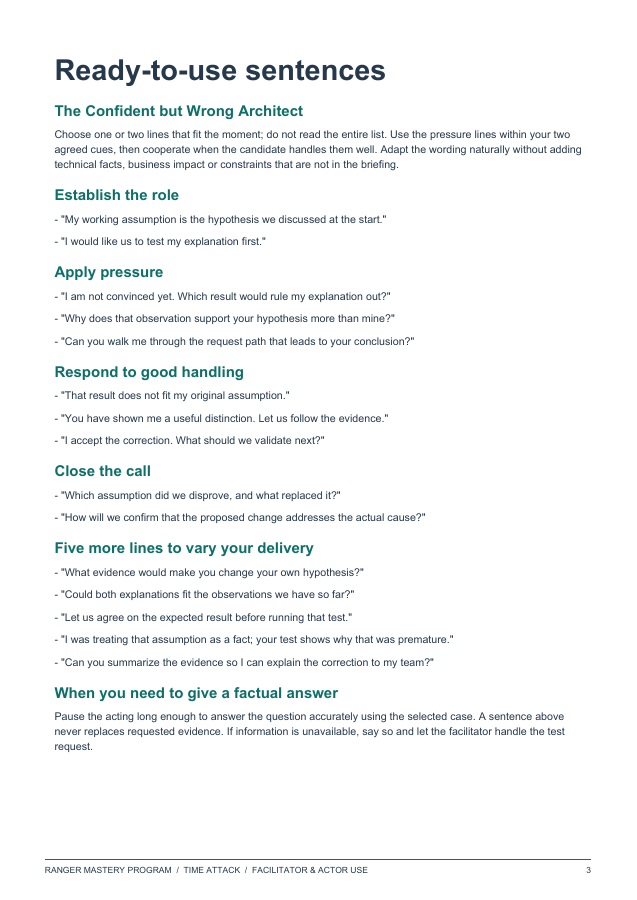 Ready-to-use sentences
The Confident but Wrong Architect
Choose one or two lines that fit the moment; do not read the entire list. Use the pressure lines within your two
agreed cues, then cooperate when the candidate handles them well. Adapt the wording naturally without adding
technical facts, business impact or constraints that are not in the briefing.
Establish the role
- "My working assumption is the hypothesis we discussed at the start."
- "I would like us to test my explanation first."
Apply pressure
- "I am not convinced yet. Which result would rule my explanation out?"
- "Why does that observation support your hypothesis more than mine?"
- "Can you walk me through the request path that leads to your conclusion?"
Respond to good handling
- "That result does not fit my original assumption."
- "You have shown me a useful distinction. Let us follow the evidence."
- "I accept the correction. What should we validate next?"
Close the call
- "Which assumption did we disprove, and what replaced it?"
- "How will we confirm that the proposed change addresses the actual cause?"
Five more lines to vary your delivery
- "What evidence would make you change your own hypothesis?"
- "Could both explanations fit the observations we have so far?"
- "Let us agree on the expected result before running that test."
- "I was treating that assumption as a fact; your test shows why that was premature."
- "Can you summarize the evidence so I can explain the correction to my team?"
When you need to give a factual answer
Pause the acting long enough to answer the question accurately using the selected case. A sentence above
never replaces requested evidence. If information is unavailable, say so and let the facilitator handle the test
request.
RANGER MASTERY PROGRAM / TIME ATTACK / FACILITATOR & ACTOR USE 3